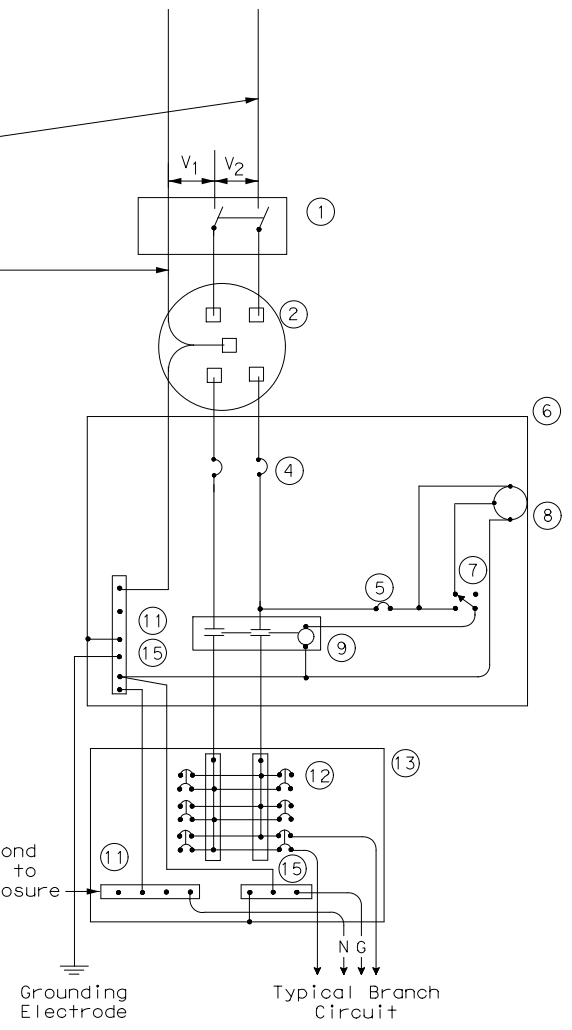 V1 V2
1
2
6
4
8
7
5
11
9
15
12
13
ond
to
osure
11
15
N G
Grounding
Electrode
Typical Branch
Circuit